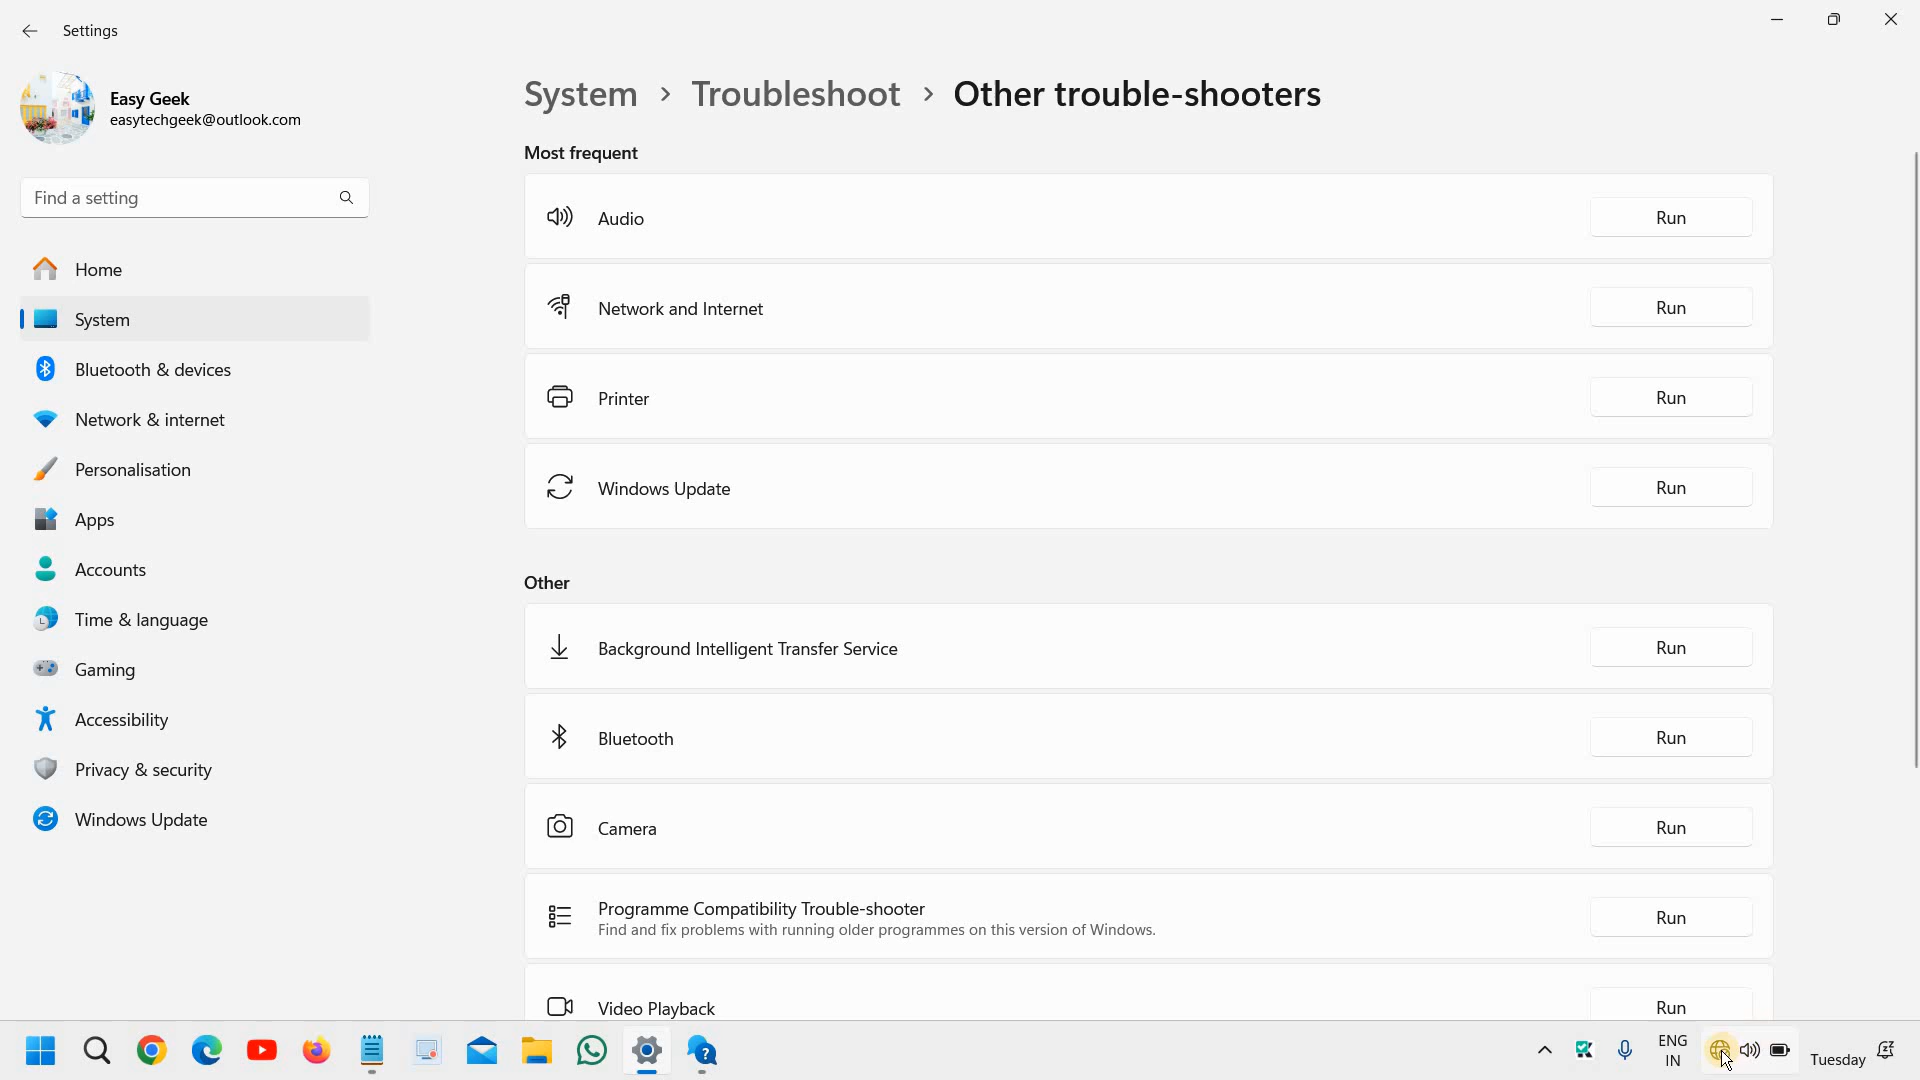 Settings
Easy Geek
easytechgeek@outlook.com
Find a setting
Home
System
Bluetooth & devices
Network & internet
Personalisation
Apps
Accounts
Time & language
Gaming
Accessibility
Privacy & security
Windows Update
System > Troubleshoot > Other trouble-shooters
Most frequent
Audio Run
Network and Internet Run
Printer Run
Windows Update Run
Other
Background Intelligent Transfer Service Run
Bluetooth Run
Camera Run
Programme Compatibility Trouble-shooter Run
Find and fix problems with running older programmes on this version of Windows.
Video Playback Run
ENG
IN
Tuesday